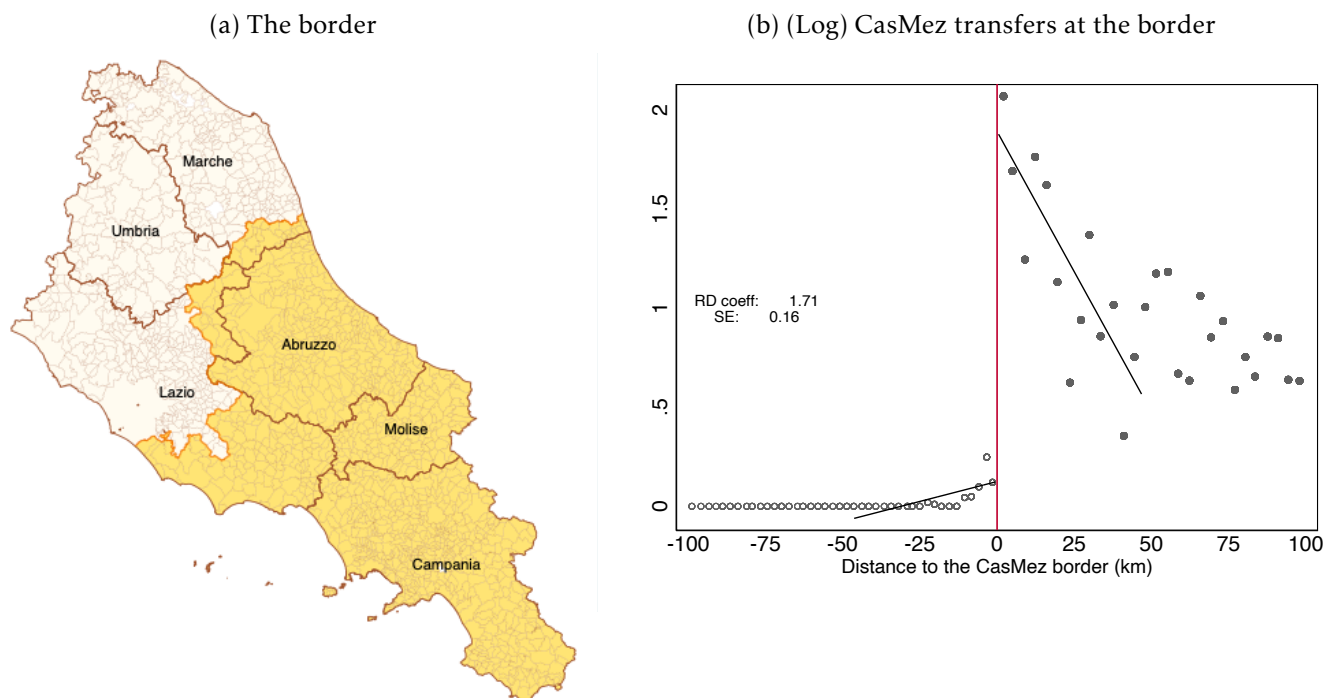 (a) The border
Marche
Umbria
Abruzzo
Lazio
Molise
Campania
(b) (Log) CasMez transfers at the border
2
1.5
1
.5
0
RD coeff: 1.71
SE: 0.16
-100 -75 -50 -25 0 25 50 75 100
Distance to the CasMez border (km)